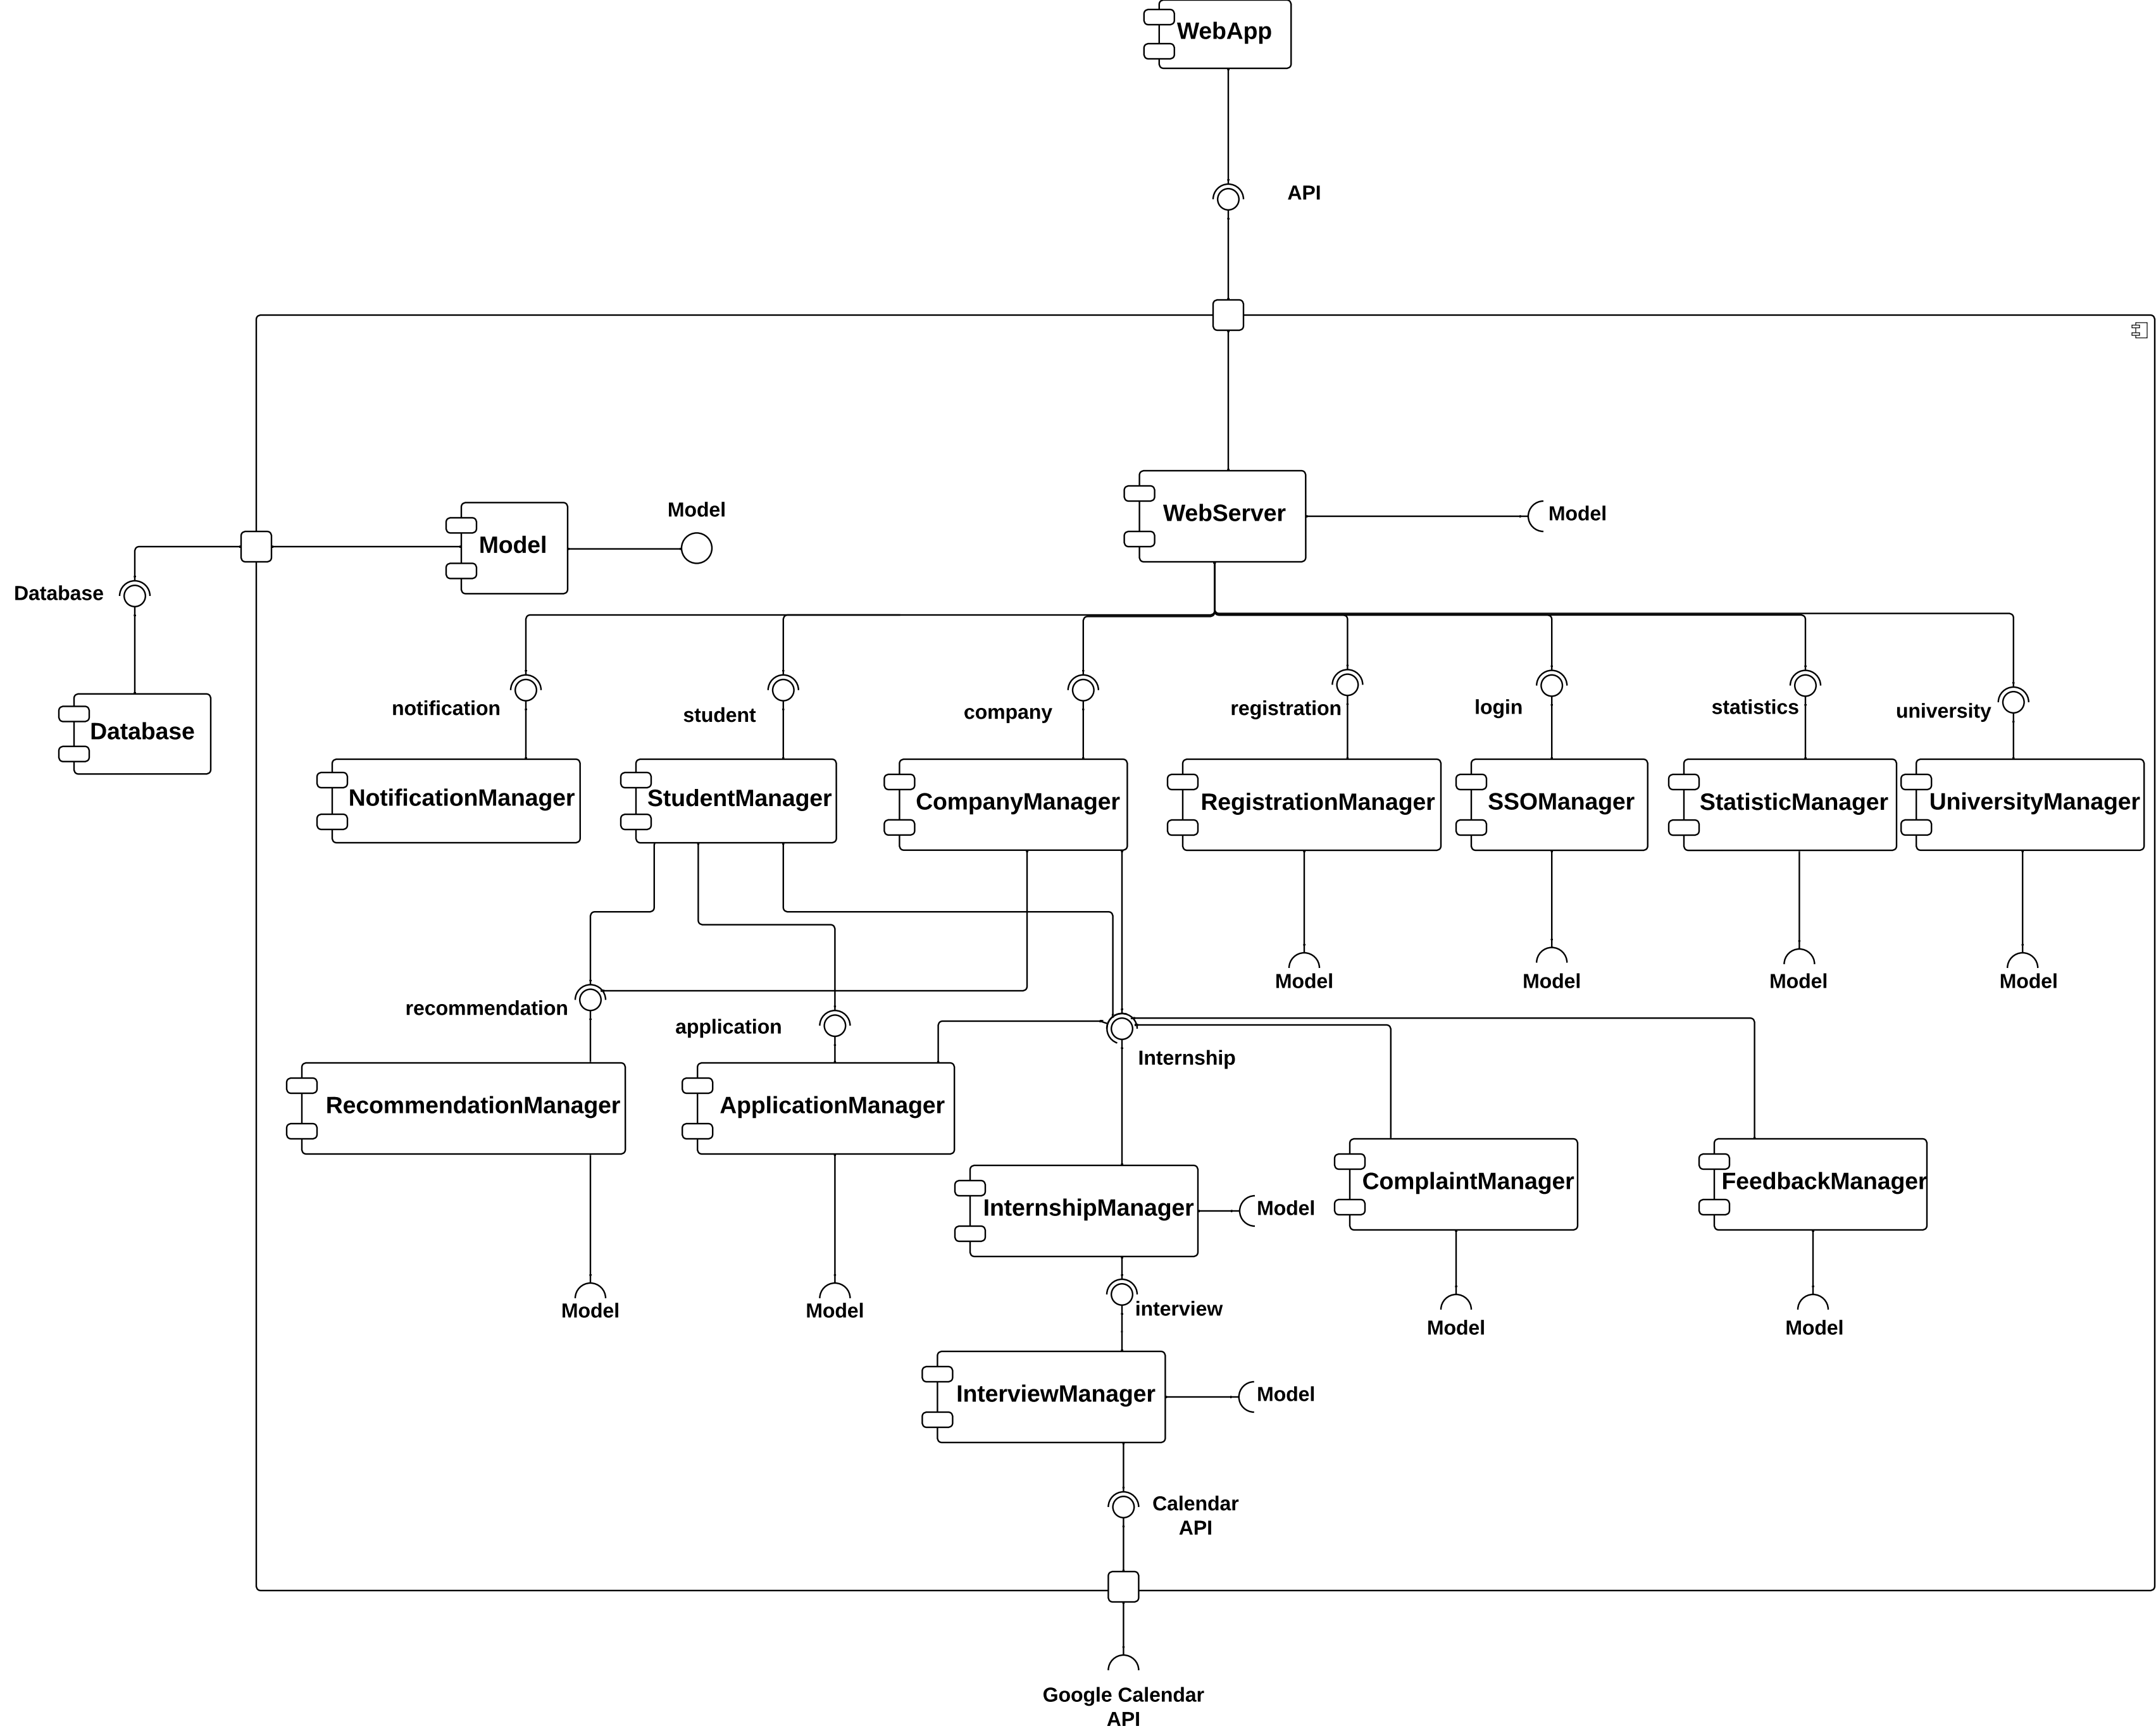 WebApp
API
Model
WebServer
Model
Model
Database
Database
notification
student
company
registration
login
statistics
university
NotificationManager
StudentManager
CompanyManager
RegistrationManager
SSOManager
StatisticManager
UniversityManager
Model
Model
Model
Model
recommendation
application
Internship
RecommendationManager
ApplicationManager
InternshipManager
Model
ComplaintManager
FeedbackManager
Model
Model
interview
Model
Model
InterviewManager
Model
Calendar
API
Google Calendar
API